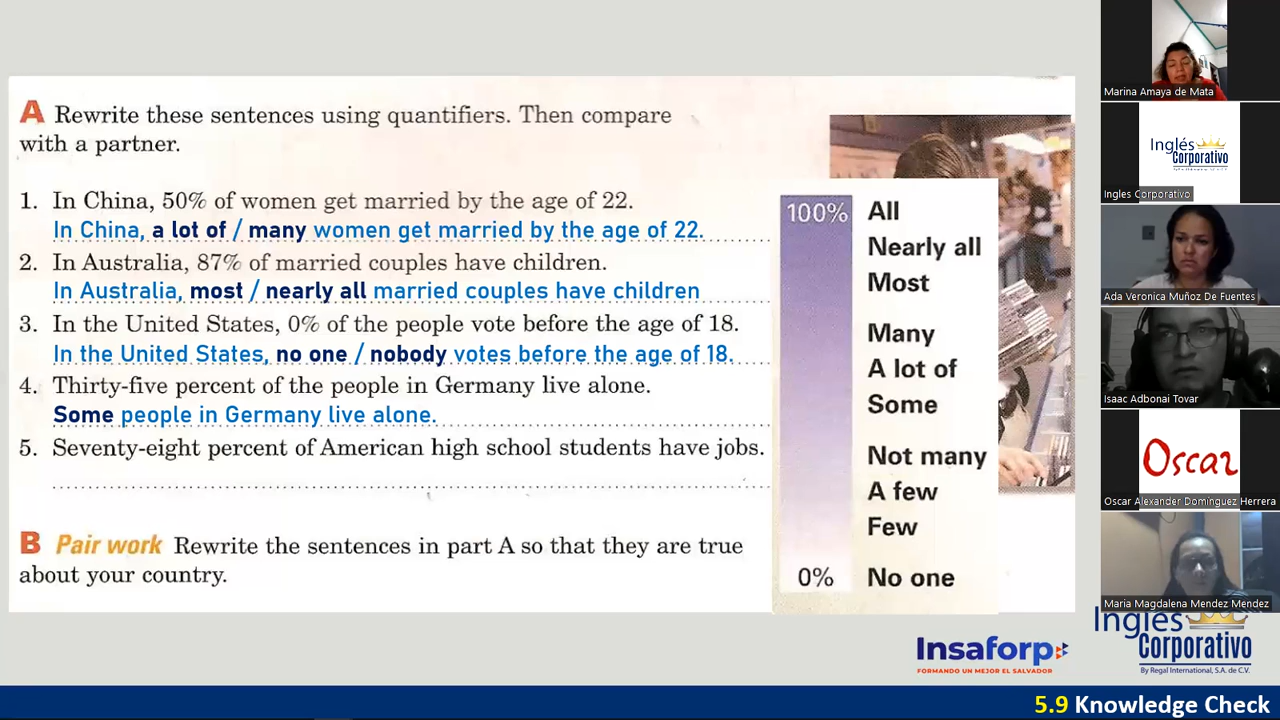 A Rewrite these sentences using quantifiers. Then compare
with a partner.
1. In China, 50% of women get married by the age of 22.
In China, a lot of / many women get married by the age of 22.
2. In Australia, 87% of married couples have children.
In Australia, most / nearly all married couples have children
3. In the United States, 0% of the people vote before the age of 18.
In the United States, no one / nobody votes before the age of 18.
4. Thirty-five percent of the people in Germany live alone.
Some people in Germany live alone.
5. Seventy-eight percent of American high school students have jobs.
B Pair work Rewrite the sentences in part A so that they are true
about your country.
100% All
Nearly all
Most
Many
A lot of
Some
Not many
A few
Few
0% No one
Marina Amaya de Mata
Inglés
Corporativo
Ingles Corporativo
Ada Veronica Muñoz De Fuentes
Isaac Adbonai Tovar
Oscar
Oscar Alexander Domínguez Herrera
Maria Magdalena Mendez Mendez
Insaforp
FORMANDO UN MEJOR EL SALVADOR
Inglés
Corporativo
By Regal International, S.A. de C.V.
5.9 Knowledge Check